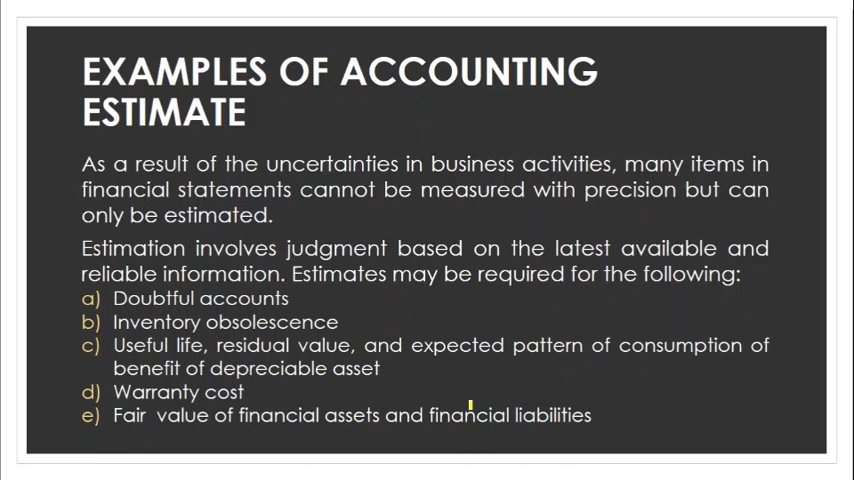 EXAMPLES OF ACCOUNTING
ESTIMATE
As a result of the uncertainties in business activities, many items in
financial statements cannot be measured with precision but can
only be estimated.
Estimation involves judgment based on the latest available and
reliable information. Estimates may be required for the following:
a) Doubtful accounts
b) Inventory obsolescence
c) Useful life, residual value, and expected pattern of consumption of
benefit of depreciable asset
d) Warranty cost
e) Fair value of financial assets and financial liabilities